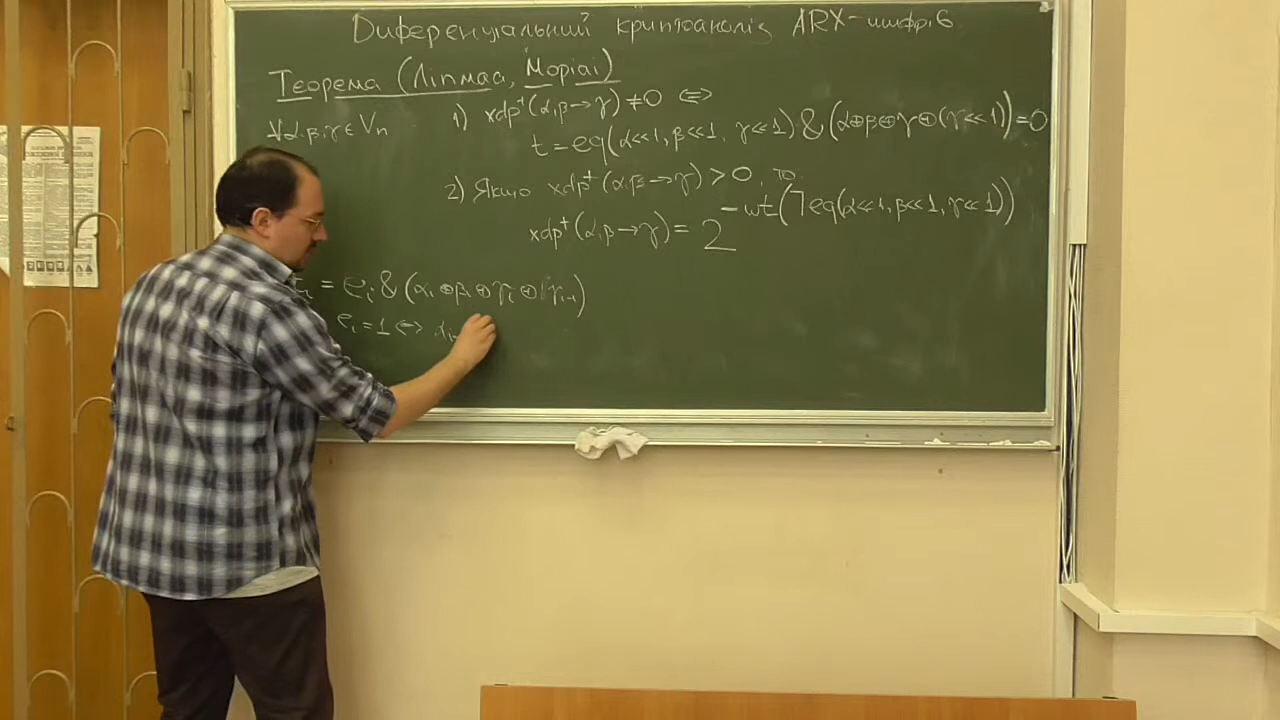 Диференціальний криптоаналіз ARX-шифрів
Теорема (Ліпмаа, Моріаі)
∀α,β,γ ∈ Vₙ
1) xdp⁺(α,β→γ) ≠ 0 ⇔
t = eq(α≪1, β≪1, γ≪1) & (α⊕β⊕γ⊕(γ≪1)) = 0
2) Якщо xdp⁺(α,β→γ) > 0, то
xdp⁺(α,β→γ) = 2^{-wt(¬eq(α≪1, β≪1, γ≪1))}
= eᵢ & (αᵢ⊕βᵢ⊕γᵢ⊕γᵢ₋₁)
eᵢ = 1 ⇔